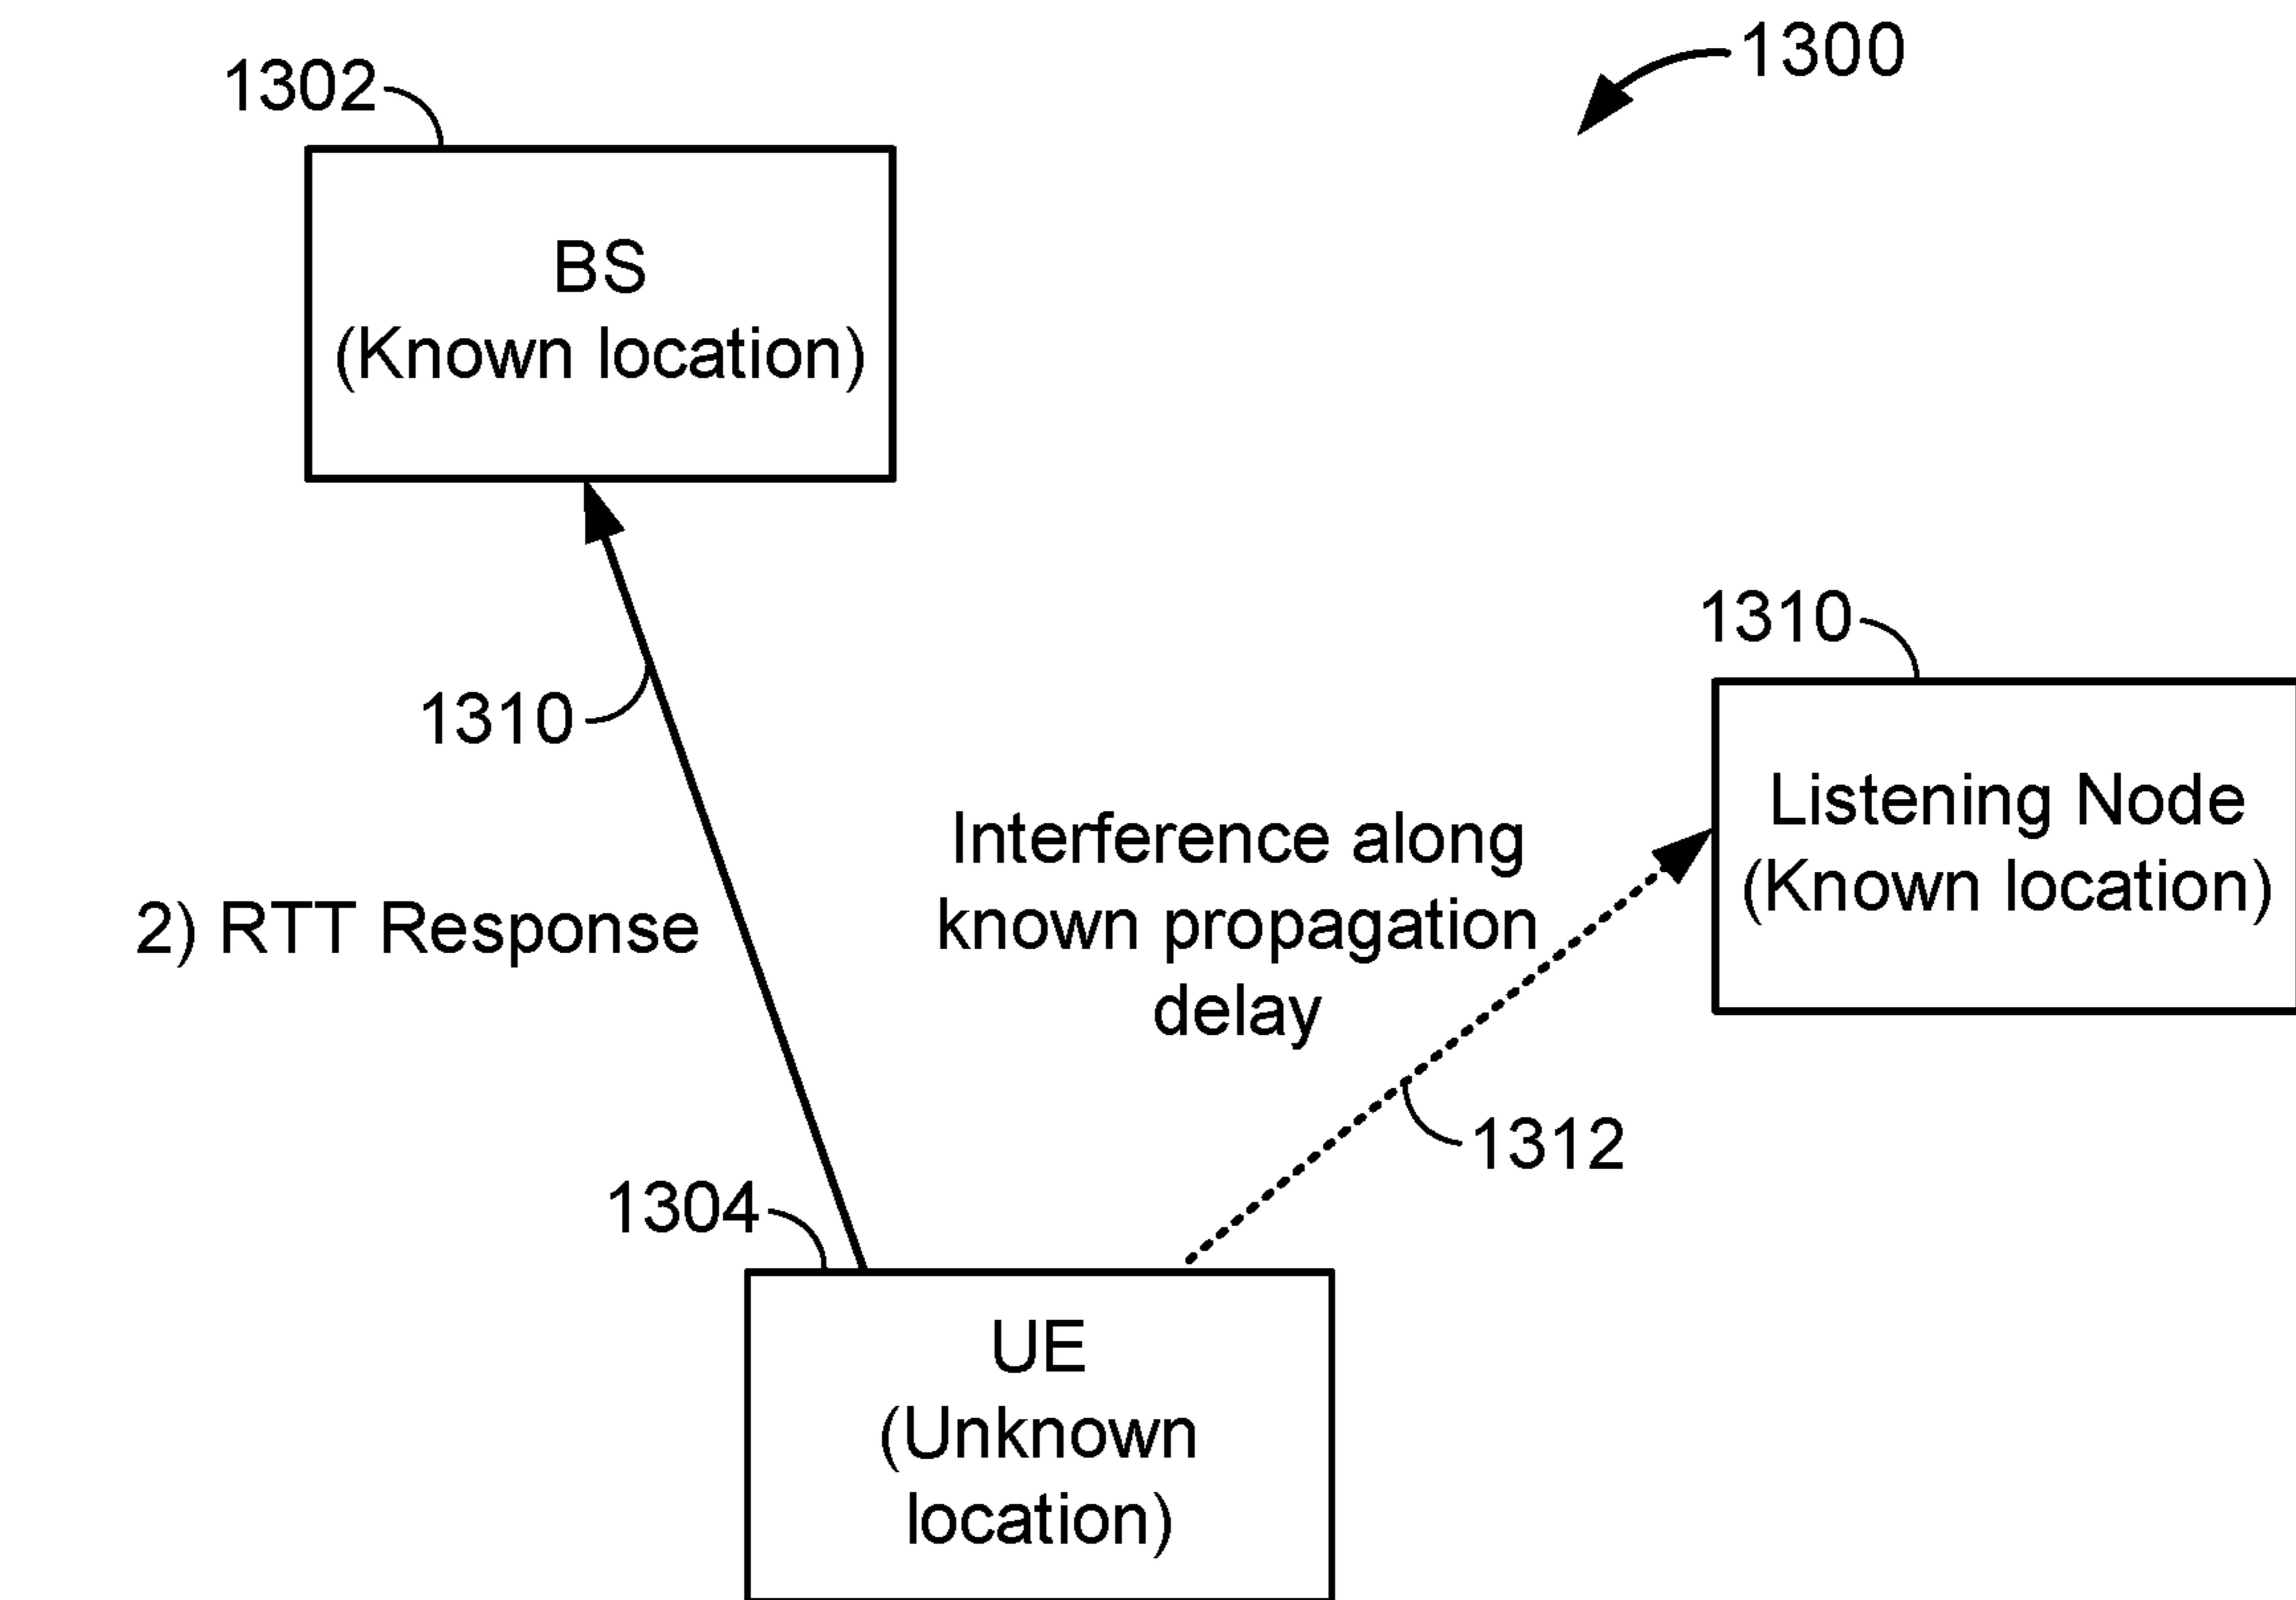 1300
1302
BS
(Known location)
1310
Listening Node
(Known location)
1310
2) RTT Response
Interference along
known propagation
delay
1312
1304
UE
(Unknown
location)